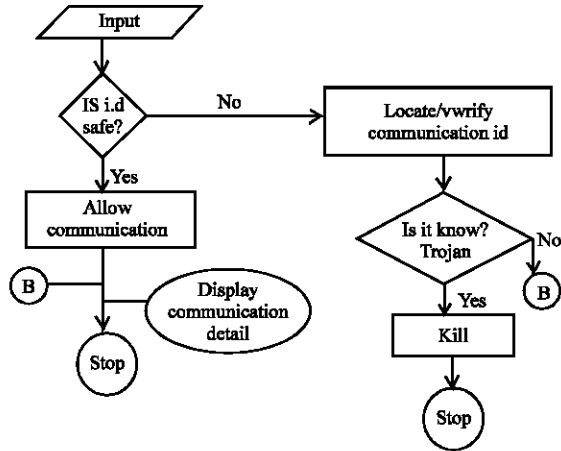 Input
IS i.d
safe?
No
Locate/vwrify
communication id
Yes
Allow
communication
Is it know?
Trojan
No
B
B
Display
communication
detail
Yes
Kill
Stop
Stop